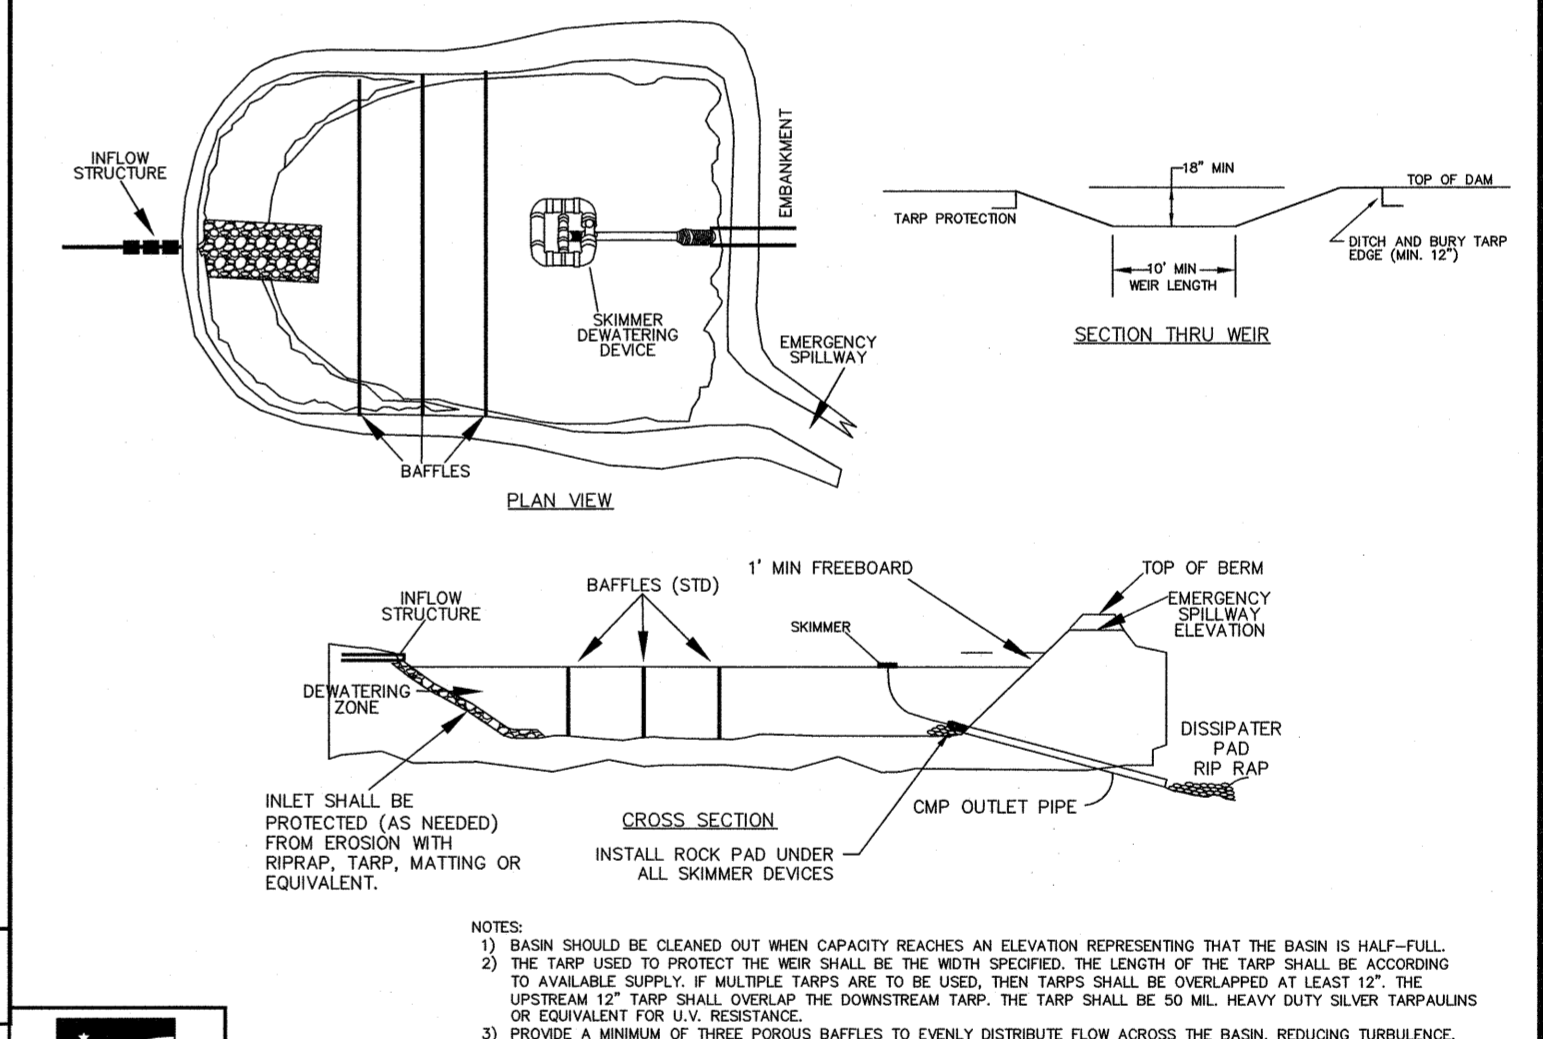 INFLOW
STRUCTURE
EMBANKMENT
SKIMMER
DEWATERING
DEVICE
EMERGENCY
SPILLWAY
BAFFLES
PLAN VIEW
18" MIN
TOP OF DAM
TARP PROTECTION
DITCH AND BURY TARP
EDGE (MIN. 12")
10' MIN
WEIR LENGTH
SECTION THRU WEIR
1' MIN FREEBOARD
TOP OF BERM
BAFFLES (STD)
INFLOW
STRUCTURE
EMERGENCY
SPILLWAY
ELEVATION
SKIMMER
DEWATERING
ZONE
DISSIPATER
PAD
RIP RAP
INLET SHALL BE
PROTECTED (AS NEEDED)
FROM EROSION WITH
RIPRAP, TARP, MATTING OR
EQUIVALENT.
CROSS SECTION
CMP OUTLET PIPE
INSTALL ROCK PAD UNDER
ALL SKIMMER DEVICES
NOTES:
1) BASIN SHOULD BE CLEANED OUT WHEN CAPACITY REACHES AN ELEVATION REPRESENTING THAT THE BASIN IS HALF-FULL.
2) THE TARP USED TO PROTECT THE WEIR SHALL BE THE WIDTH SPECIFIED. THE LENGTH OF THE TARP SHALL BE ACCORDING
TO AVAILABLE SUPPLY. IF MULTIPLE TARPS ARE TO BE USED, THEN TARPS SHALL BE OVERLAPPED AT LEAST 12". THE
UPSTREAM 12" TARP SHALL OVERLAP THE DOWNSTREAM TARP. THE TARP SHALL BE 50 MIL. HEAVY DUTY SILVER TARPAULINS
OR EQUIVALENT FOR U.V. RESISTANCE.
3) PROVIDE A MINIMUM OF THREE POROUS BAFFLES TO EVENLY DISTRIBUTE FLOW ACROSS THE BASIN, REDUCING TURBULENCE.